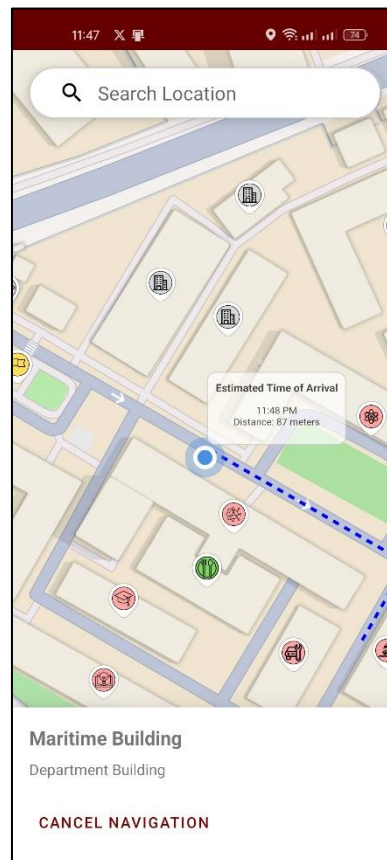 11:47
74
Search Location
Estimated Time of Arrival
11:48 PM
Distance: 87 meters
Maritime Building
Department Building
CANCEL NAVIGATION